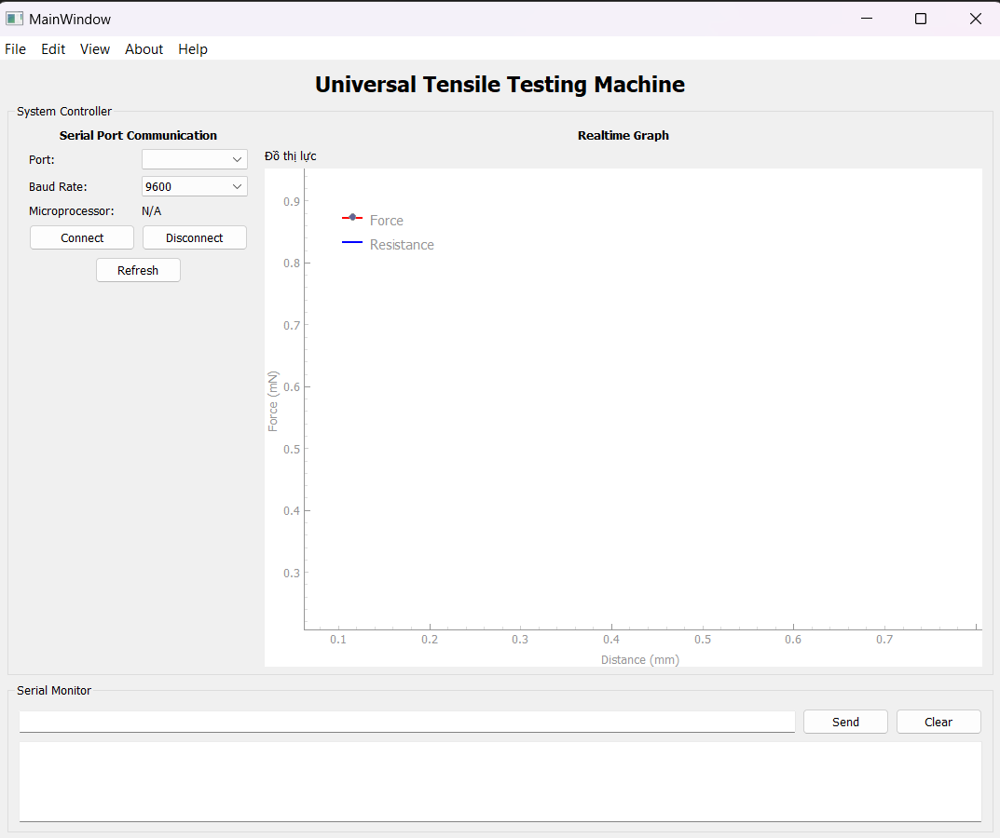 MainWindow
File Edit View About Help
Universal Tensile Testing Machine
System Controller
Serial Port Communication
Port:
Baud Rate: 9600
Microprocessor: N/A
Connect Disconnect
Refresh
Realtime Graph
Đồ thị lực
Force
Resistance
0.9
0.8
0.7
0.6
0.5
0.4
0.3
Force (mN)
0.1 0.2 0.3 0.4 0.5 0.6 0.7
Distance (mm)
Serial Monitor
Send Clear